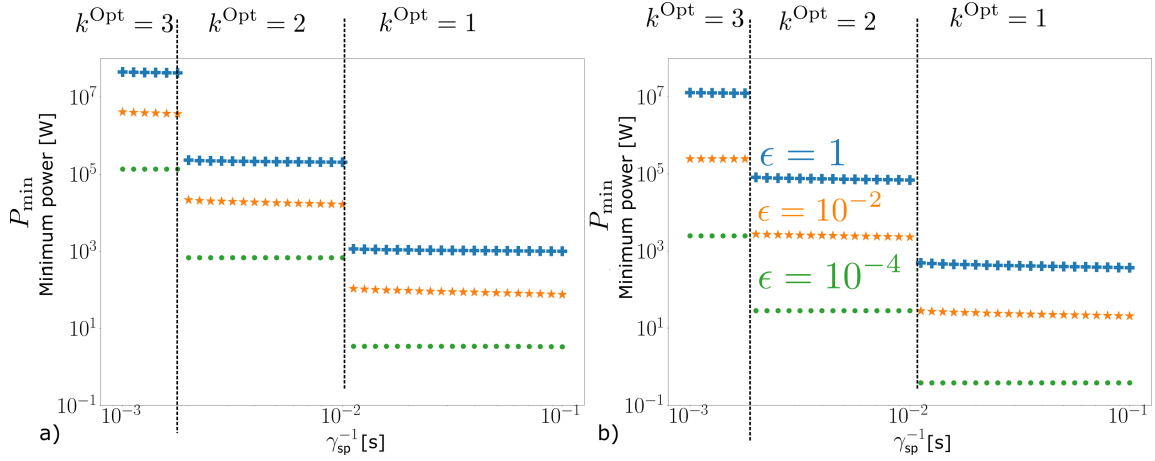 k^Opt = 3 k^Opt = 2 k^Opt = 1
P_min
Minimum power [W]
10^7
10^5
10^3
10^1
10^-1
10^-3 10^-2 10^-1
γ_sp^-1 [s]
a)
k^Opt = 3 k^Opt = 2 k^Opt = 1
P_min
Minimum power [W]
10^7
10^5
10^3
10^1
10^-1
ϵ = 1
ϵ = 10^-2
ϵ = 10^-4
10^-3 10^-2 10^-1
γ_sp^-1 [s]
b)